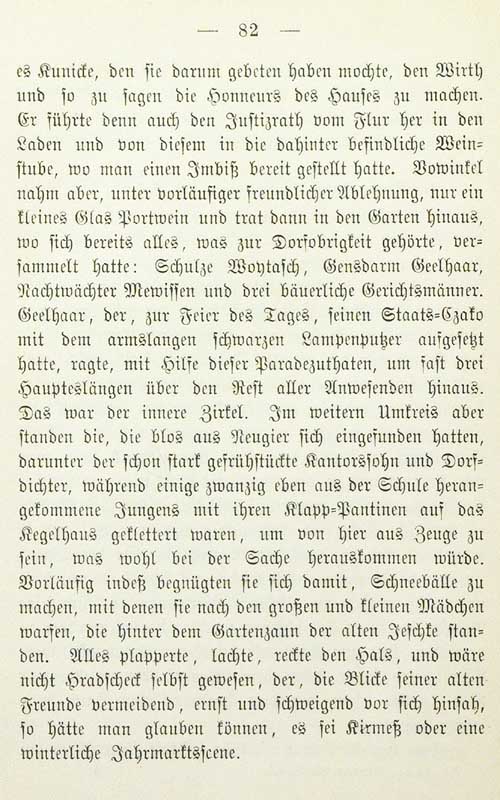 — 82 —
es Kunicke, den sie darum gebeten haben mochte, den Wirth
und so zu sagen die Honneurs des Hauses zu machen.
Er führte denn auch den Justizrath vom Flur her in den
Laden und von diesem in die dahinter befindliche Wein-
stube, wo man einen Imbiß bereit gestellt hatte. Vowinkel
nahm aber, unter vorläufiger freundlicher Ablehnung, nur ein
kleines Glas Portwein und trat dann in den Garten hinaus,
wo sich bereits alles, was zur Dorfobrigkeit gehörte, ver-
sammelt hatte: Schulze Woytasch, Gensdarm Geelhaar,
Nachtwächter Mewissen und drei bäuerliche Gerichtsmänner.
Geelhaar, der, zur Feier des Tages, seinen Staats-Czako
mit dem armslangen schwarzen Lampenputzer aufgesetzt
hatte, ragte, mit Hilfe dieser Paradezuthaten, um fast drei
Haupteslängen über den Rest aller Anwesenden hinaus.
Das war der innere Zirkel. Im weitern Umkreis aber
standen die, die blos aus Neugier sich eingefunden hatten,
darunter der schon stark gefrühstückte Kantorssohn und Dorf-
dichter, während einige zwanzig eben aus der Schule heran-
gekommene Jungens mit ihren Klapp-Pantinen auf das
Kegelhaus geklettert waren, um von hier aus Zeuge zu
sein, was wohl bei der Sache herauskommen würde.
Vorläufig indeß begnügten sie sich damit, Schneebälle zu
machen, mit denen sie nach den großen und kleinen Mädchen
warfen, die hinter dem Gartenzaun der alten Jeschke stan-
den. Alles plapperte, lachte, reckte den Hals, und wäre
nicht Hradscheck selbst gewesen, der, die Blicke seiner alten
Freunde vermeidend, ernst und schweigend vor sich hinsah,
so hätte man glauben können, es sei Kirmeß oder eine
winterliche Jahrmarktsscene.